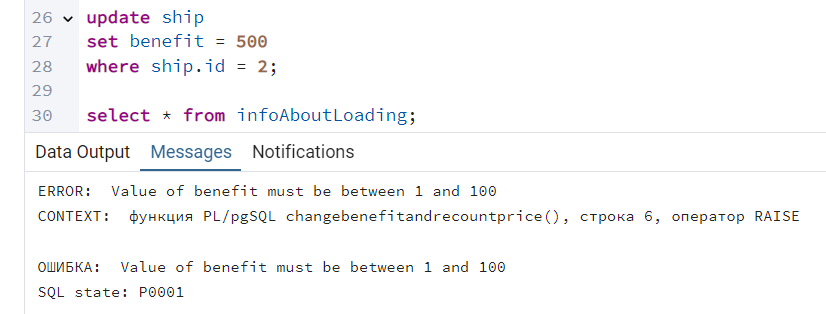 26 update ship
27 set benefit = 500
28 where ship.id = 2;
29
30 select * from infoAboutLoading;
Data Output Messages Notifications
ERROR:  Value of benefit must be between 1 and 100
CONTEXT:  функция PL/pgSQL changebenefitandrecountprice(), строка 6, оператор RAISE
ОШИБКА:  Value of benefit must be between 1 and 100
SQL state: P0001